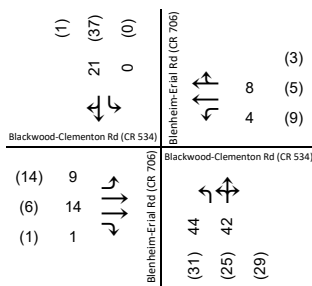 (1) (37) (0)
21 0
Blackwood-Clementon Rd (CR 534)
Blenheim-Erial Rd (CR 706)
(3)
8 (5)
4 (9)
(14) 9
(6) 14
(1) 1
Blenheim-Erial Rd (CR 706)
Blackwood-Clementon Rd (CR 534)
44 42
(31) (25) (29)